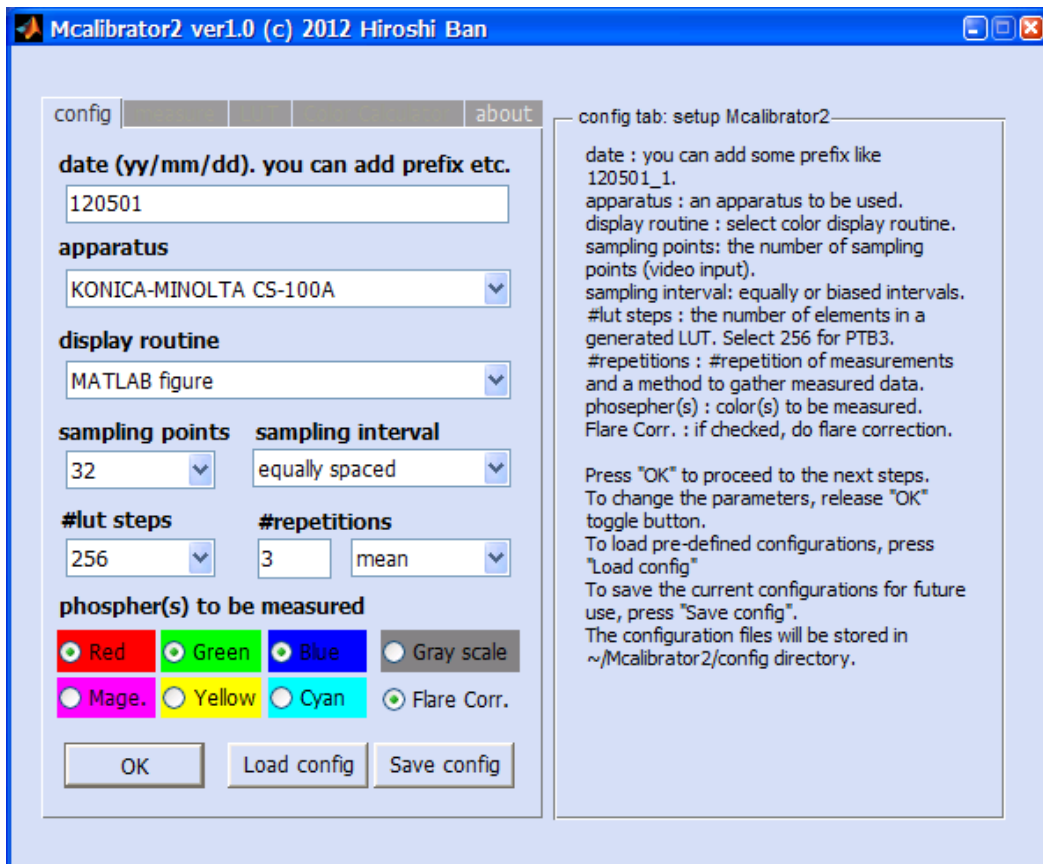 Mcalibrator2 ver1.0 (c) 2012 Hiroshi Ban
config measure LUT about
date (yy/mm/dd). you can add prefix etc.
120501
apparatus
KONICA-MINOLTA CS-100A
display routine
MATLAB figure
sampling points sampling interval
32 equally spaced
#lut steps #repetitions
256 3 mean
phospher(s) to be measured
Red Green Blue Gray scale
Mage. Yellow Cyan Flare Corr.
OK Load config Save config
config tab: setup Mcalibrator2
date : you can add some prefix like
120501_1.
apparatus : an apparatus to be used.
display routine : select color display routine.
sampling points: the number of sampling
points (video input).
sampling interval: equally or biased intervals.
#lut steps : the number of elements in a
generated LUT. Select 256 for PTB3.
#repetitions : #repetition of measurements
and a method to gather measured data.
phosepher(s) : color(s) to be measured.
Flare Corr. : if checked, do flare correction.
Press "OK" to proceed to the next steps.
To change the parameters, release "OK"
toggle button.
To load pre-defined configurations, press
"Load config"
To save the current configurations for future
use, press "Save config".
The configuration files will be stored in
~/Mcalibrator2/config directory.